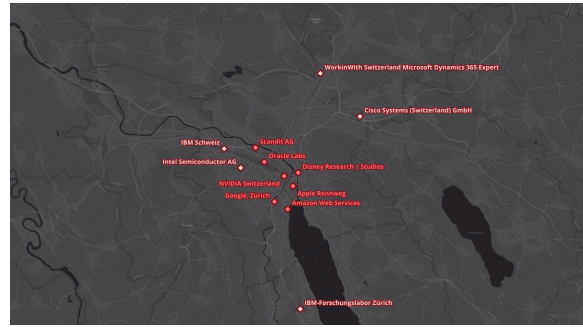 WorkinWith Switzerland Microsoft Dynamics 365 Expert
Cisco Systems (Switzerland) GmbH
IBM Schweiz
Scandit AG
Oracle Labs
Intel Semiconductor AG
Disney Research | Studios
NVIDIA Switzerland
Apple Rennweg
Google, Zürich
Amazon Web Services
IBM-Forschungslabor Zürich